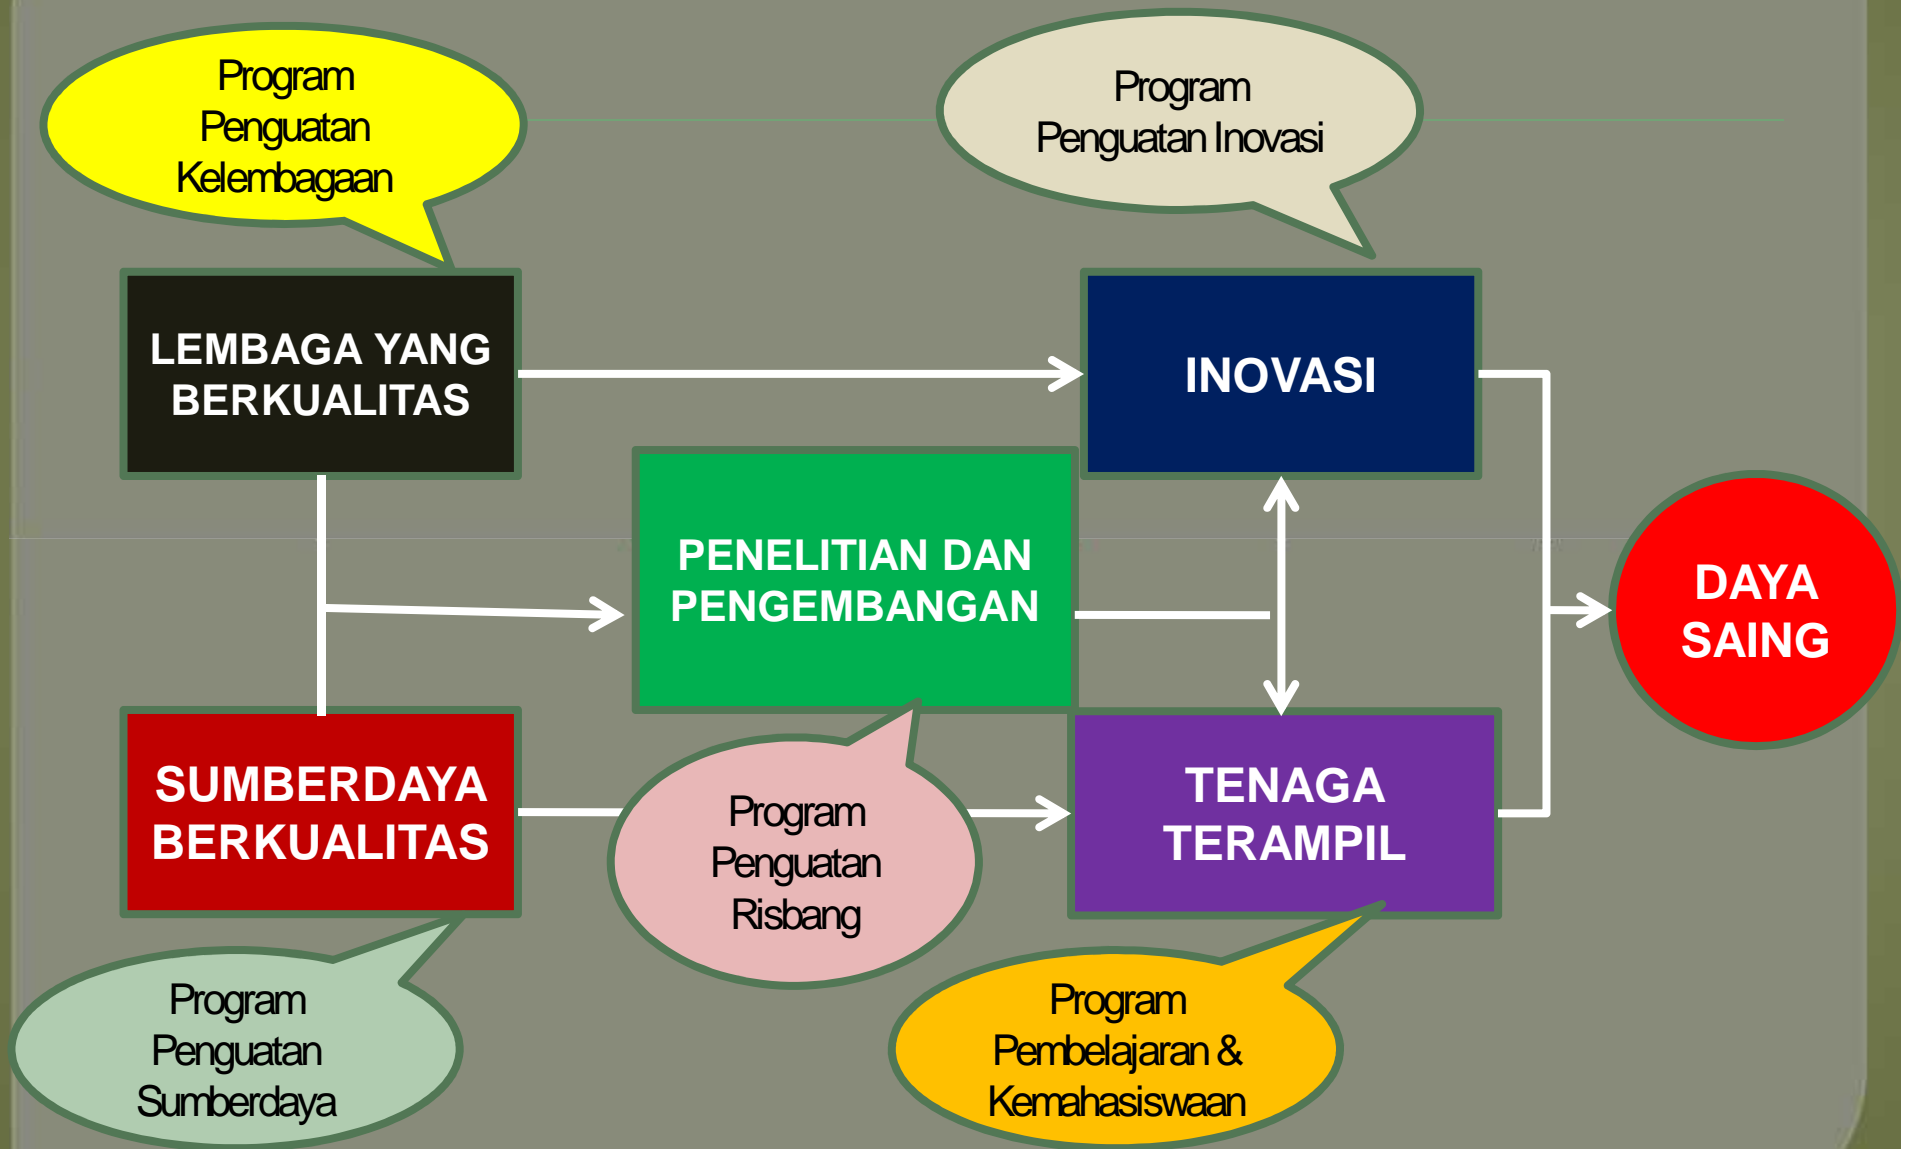 Program
Penguatan
Kelembagaan
Program
Penguatan Inovasi
LEMBAGA YANG
BERKUALITAS
INOVASI
PENELITIAN DAN
PENGEMBANGAN
DAYA
SAING
SUMBERDAYA
BERKUALITAS
Program
Penguatan
Risbang
TENAGA
TERAMPIL
Program
Penguatan
Sumberdaya
Program
Pembelajaran &
Kemahasiswaan